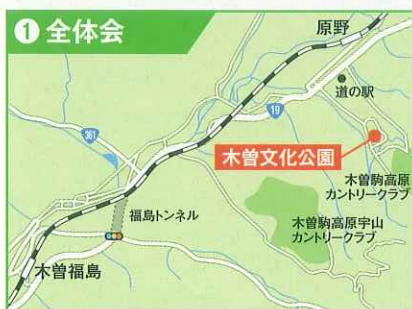 ① 全体会
原野
道の駅
19
361
木曽文化公園
木曽駒高原
カントリークラブ
福島トンネル
木曽駒高原宇山
カントリークラブ
木曽福島